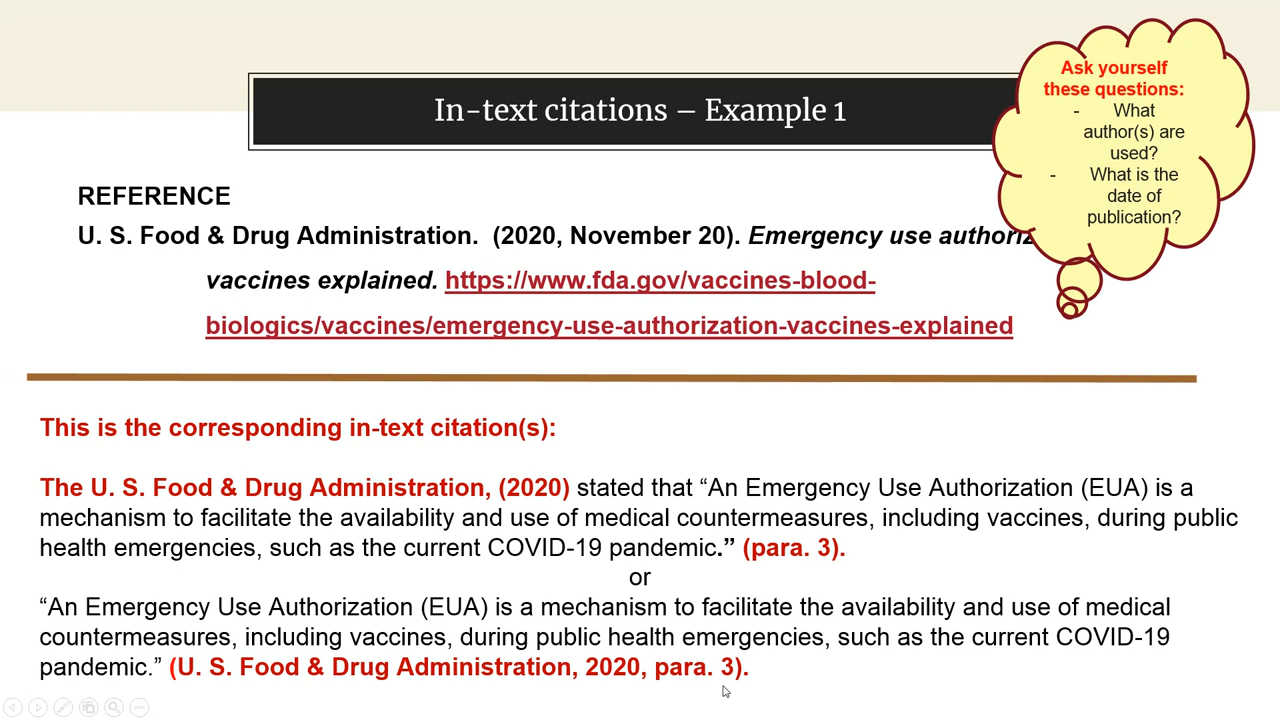 In-text citations – Example 1
Ask yourself
these questions:
- What
author(s) are
used?
- What is the
date of
publication?
REFERENCE
U. S. Food & Drug Administration.  (2020, November 20). Emergency use authoriz
vaccines explained. https://www.fda.gov/vaccines-blood-
biologics/vaccines/emergency-use-authorization-vaccines-explained
This is the corresponding in-text citation(s):
The U. S. Food & Drug Administration, (2020) stated that “An Emergency Use Authorization (EUA) is a
mechanism to facilitate the availability and use of medical countermeasures, including vaccines, during public
health emergencies, such as the current COVID-19 pandemic.” (para. 3).
or
“An Emergency Use Authorization (EUA) is a mechanism to facilitate the availability and use of medical
countermeasures, including vaccines, during public health emergencies, such as the current COVID-19
pandemic.” (U. S. Food & Drug Administration, 2020, para. 3).